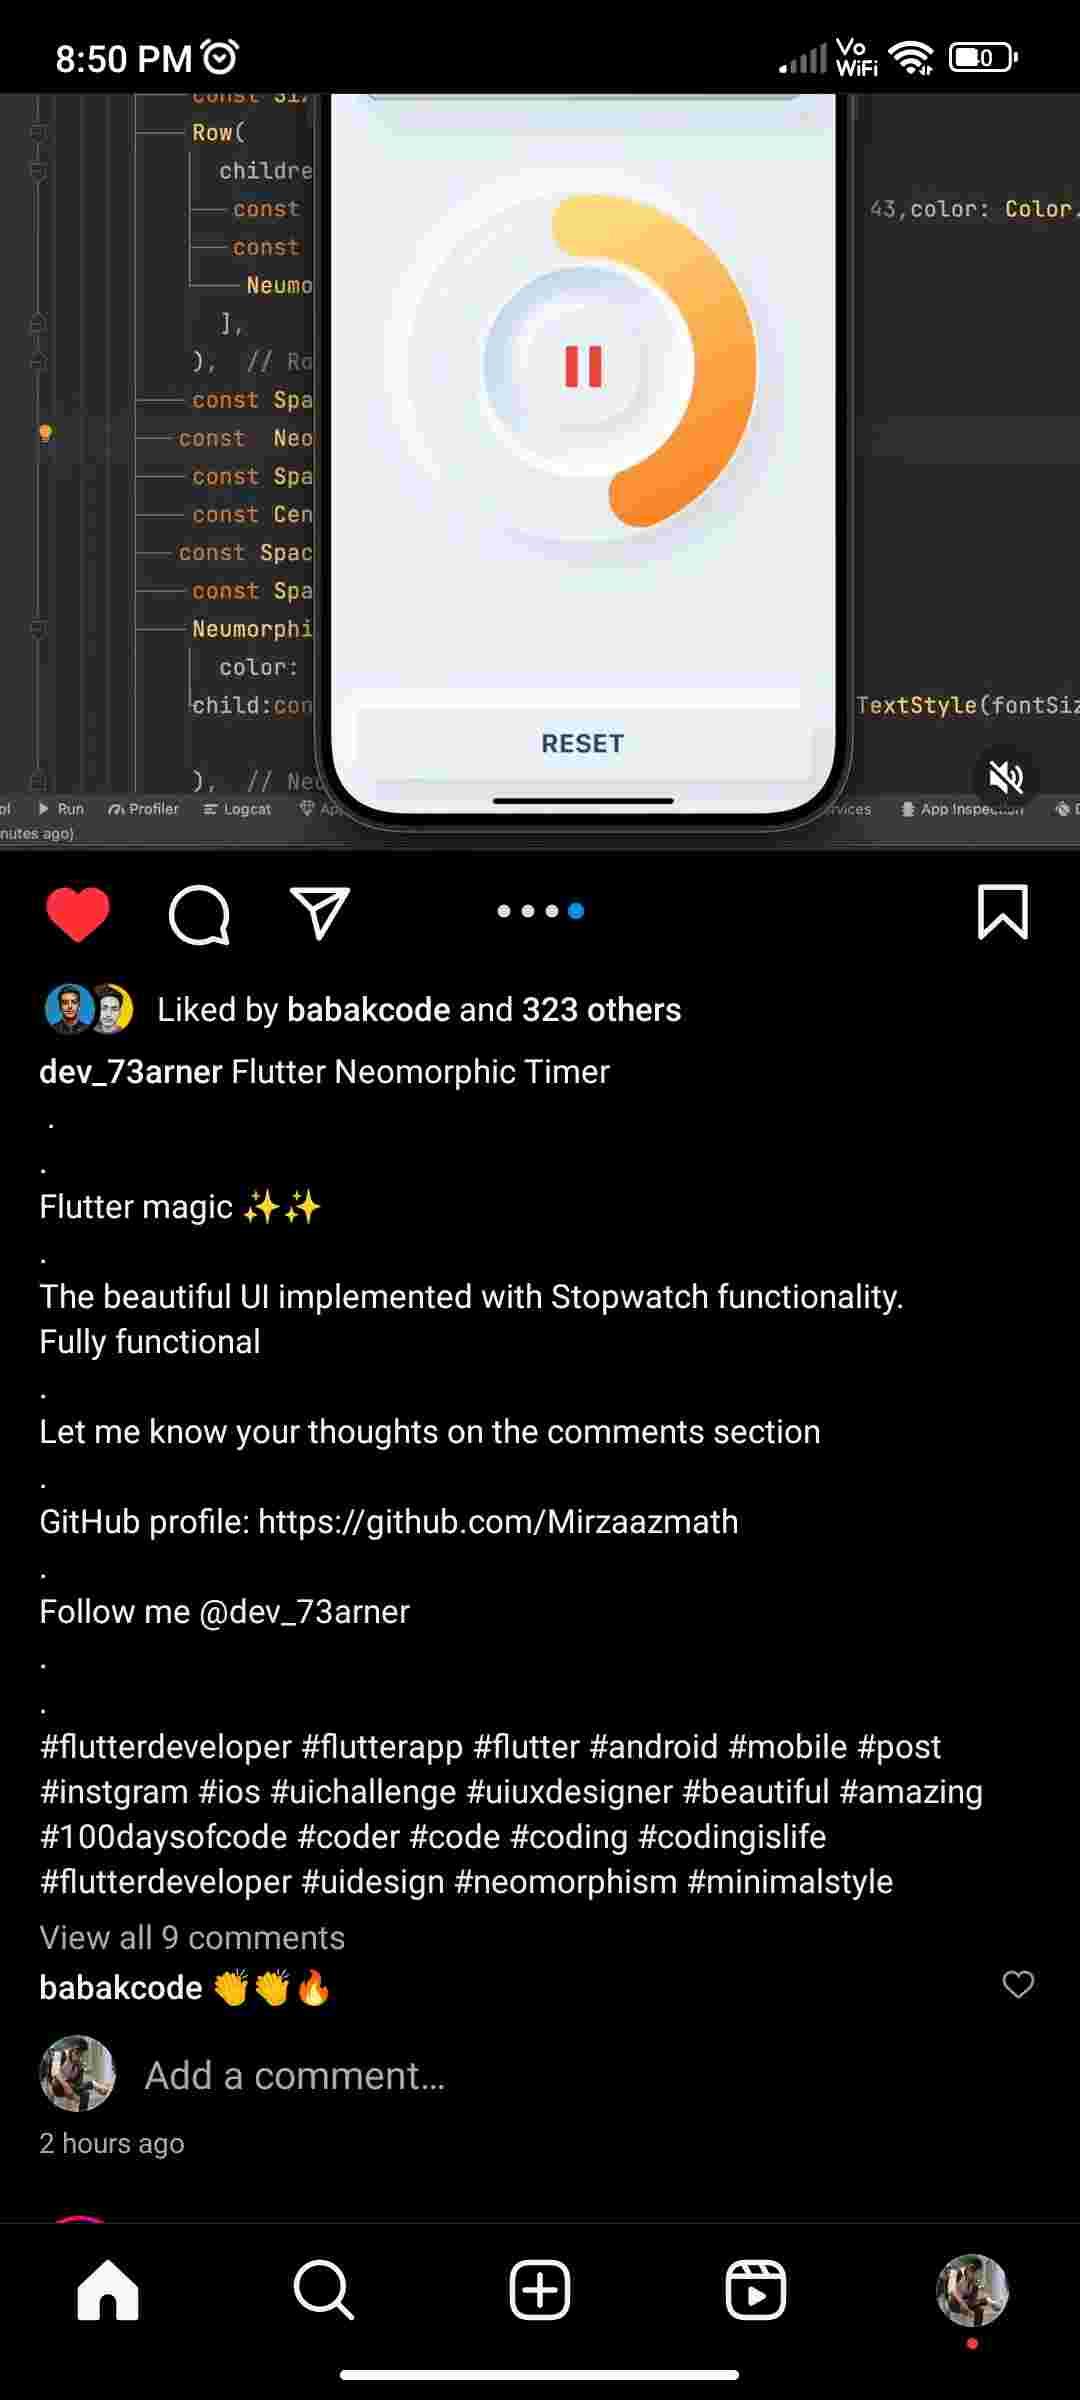 8:50 PM
Vo
WiFi
40
Row(
childre
const
43,color: Color.
const
Neumo
],
), // Ro
const Spa
const Neo
const Spa
const Cen
const Spac
const Spa
Neumorphi
color:
child:con
TextStyle(fontSiz
RESET
), // Neu
Run
Profiler
Logcat
App Inspection
nutes ago)
Liked by babakcode and 323 others
dev_73arner Flutter Neomorphic Timer
.
.
Flutter magic ✨✨
.
The beautiful UI implemented with Stopwatch functionality.
Fully functional
.
Let me know your thoughts on the comments section
.
GitHub profile: https://github.com/Mirzaazmath
.
Follow me @dev_73arner
.
.
#flutterdeveloper #flutterapp #flutter #android #mobile #post
#instgram #ios #uichallenge #uiuxdesigner #beautiful #amazing
#100daysofcode #coder #code #coding #codingislife
#flutterdeveloper #uidesign #neomorphism #minimalstyle
View all 9 comments
babakcode 👏👏🔥
Add a comment...
2 hours ago